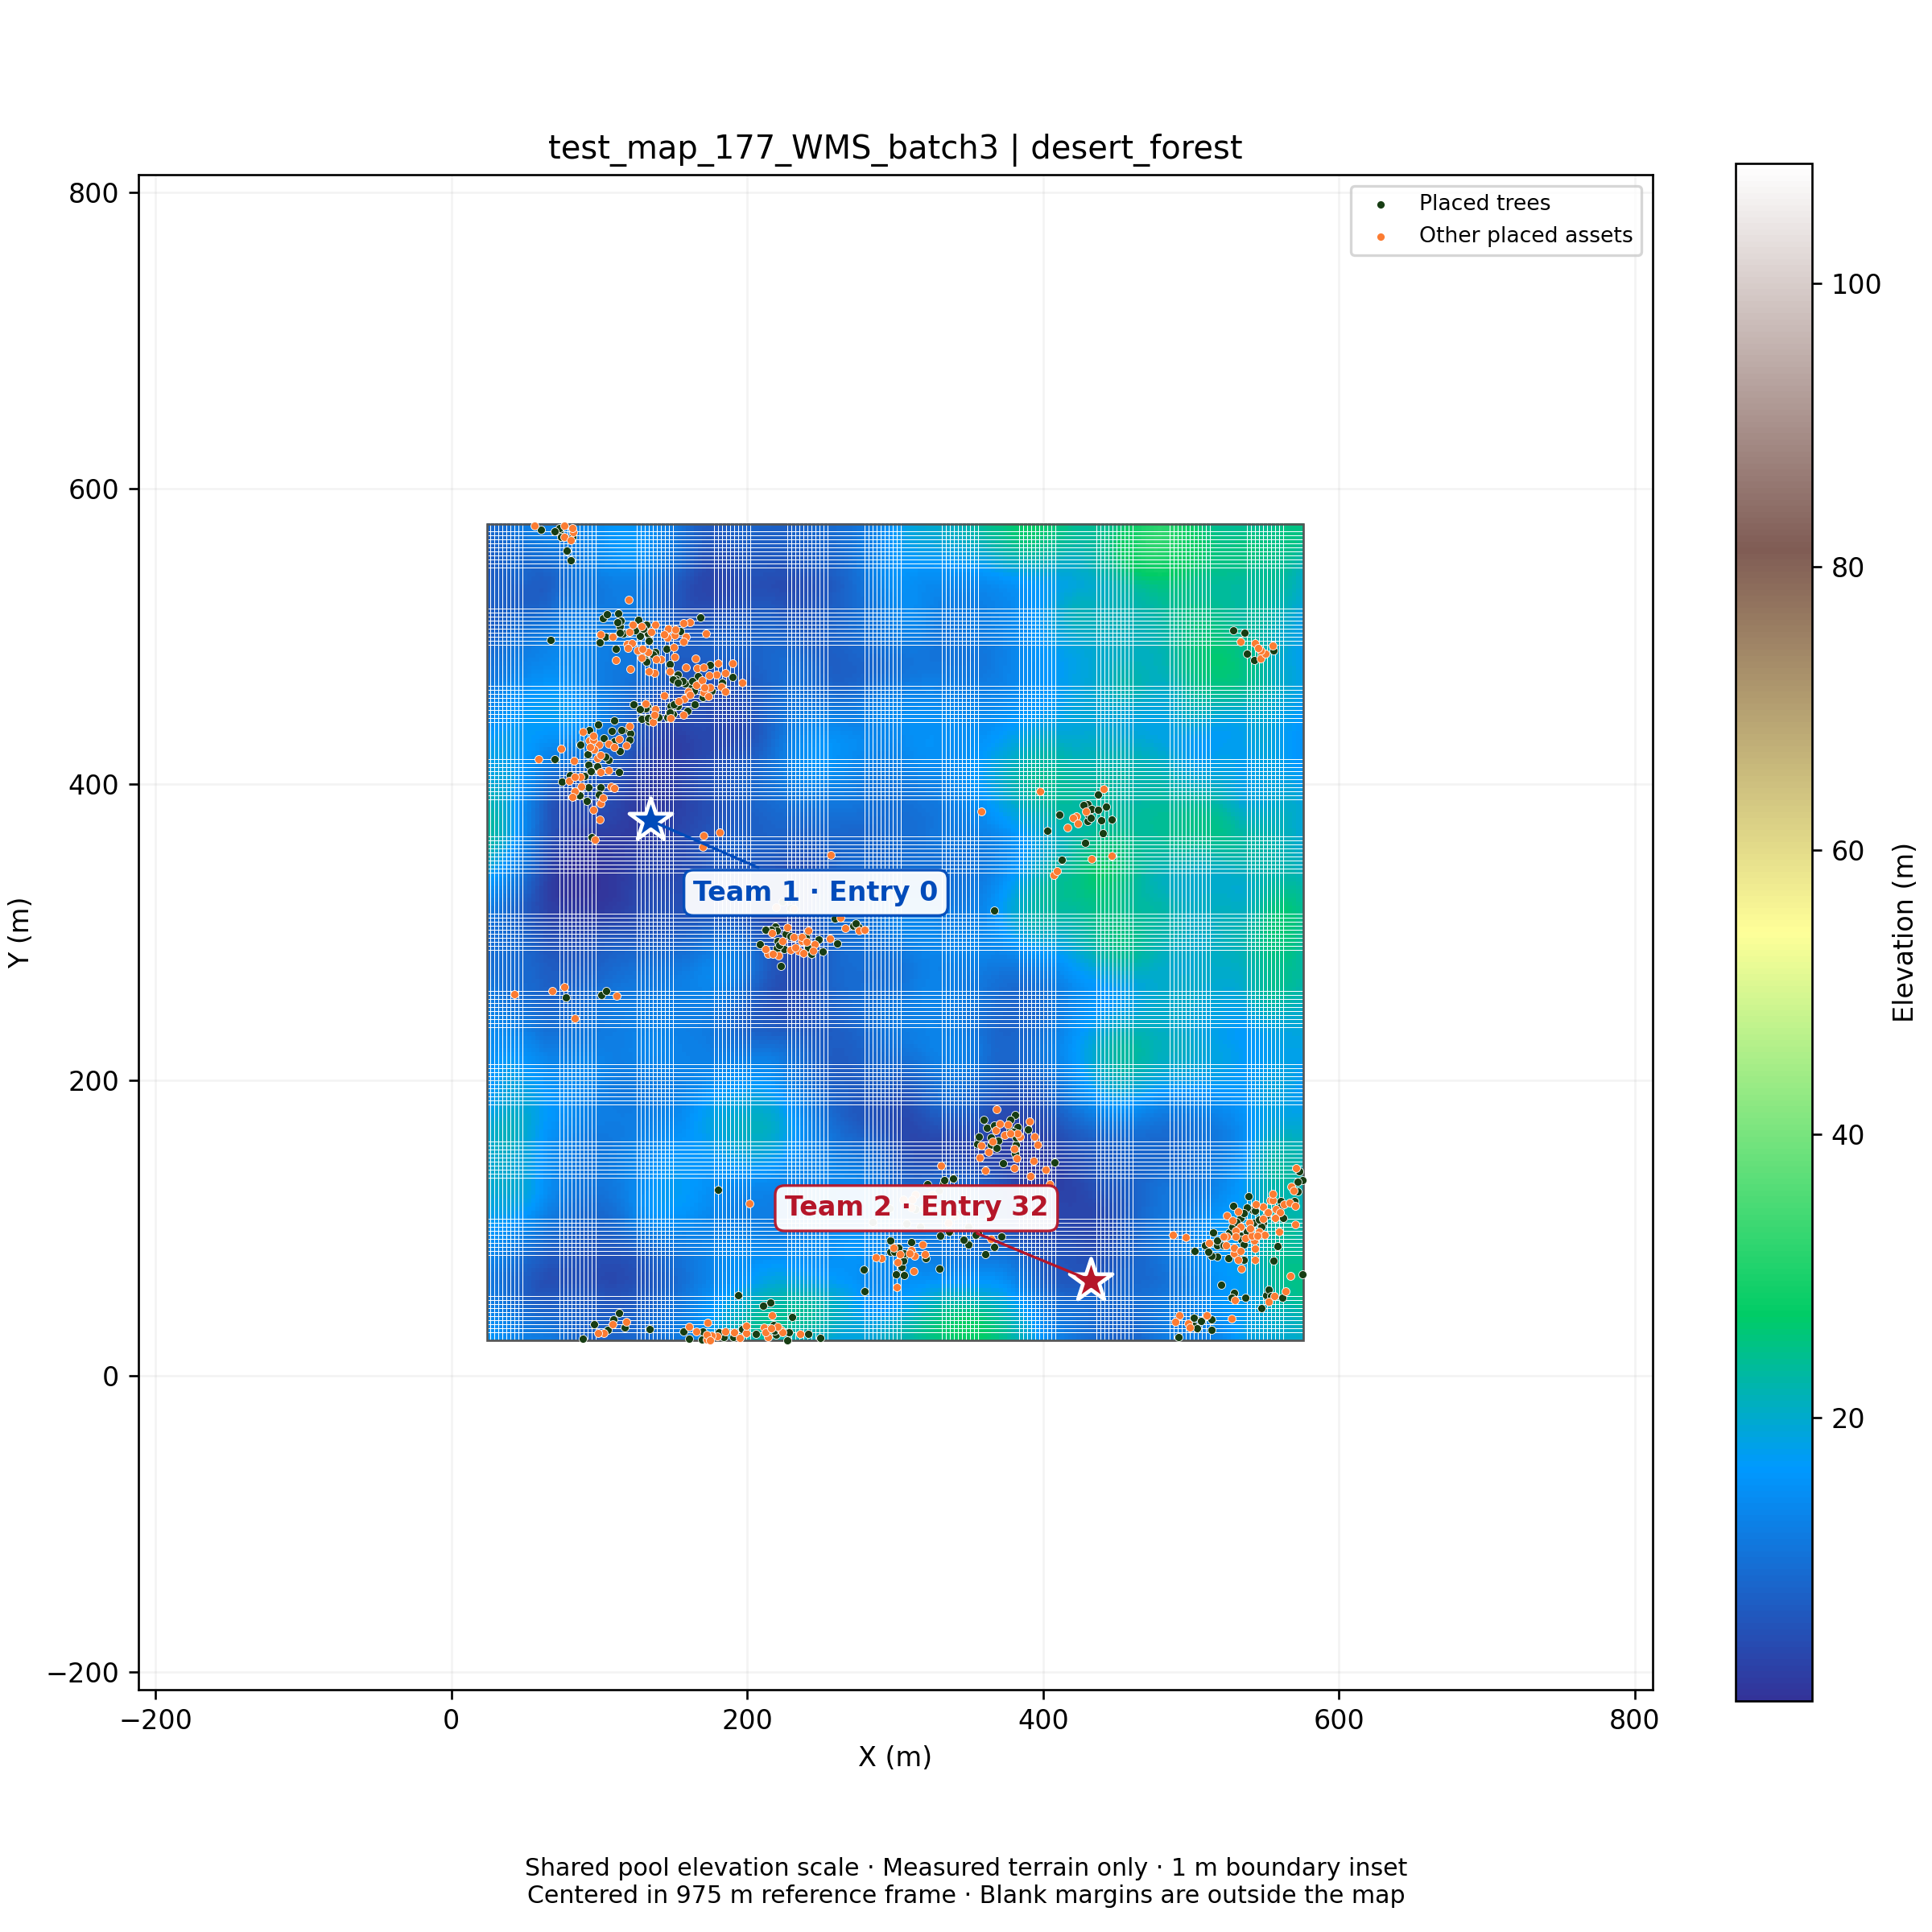 test_map_177_WMS_batch3 | desert_forest
Placed trees
Other placed assets
800
600
400
200
0
−200
Y (m)
−200
0
200
400
600
800
X (m)
Team 1 · Entry 0
Team 2 · Entry 32
100
80
60
40
20
Elevation (m)
Shared pool elevation scale · Measured terrain only · 1 m boundary inset
Centered in 975 m reference frame · Blank margins are outside the map